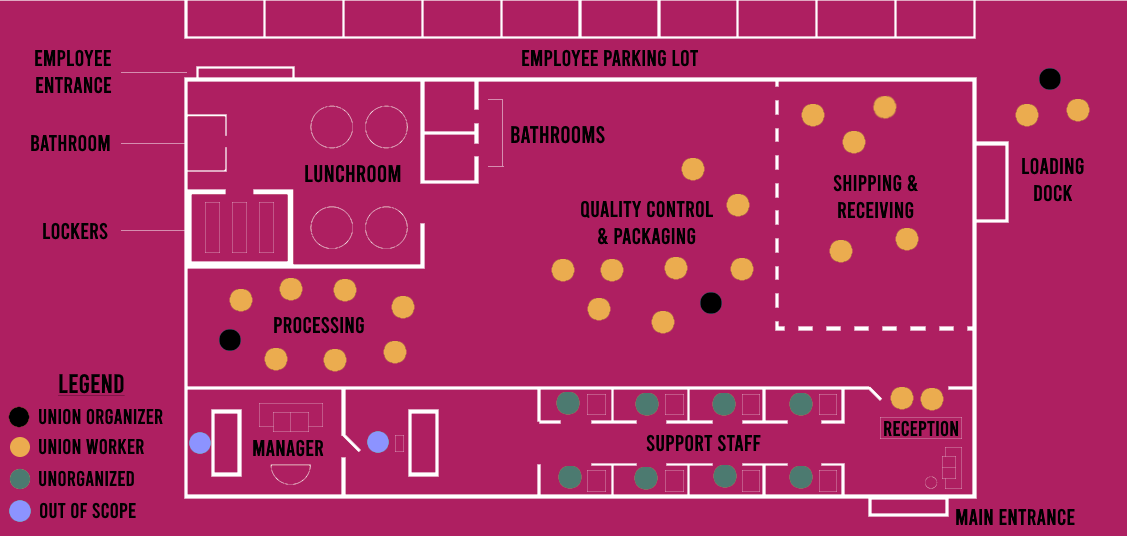 EMPLOYEE
ENTRANCE
EMPLOYEE PARKING LOT
BATHROOM
BATHROOMS
LUNCHROOM
LOADING
DOCK
SHIPPING &
RECEIVING
QUALITY CONTROL
& PACKAGING
LOCKERS
PROCESSING
LEGEND
UNION ORGANIZER
UNION WORKER
UNORGANIZED
OUT OF SCOPE
MANAGER
SUPPORT STAFF
RECEPTION
MAIN ENTRANCE